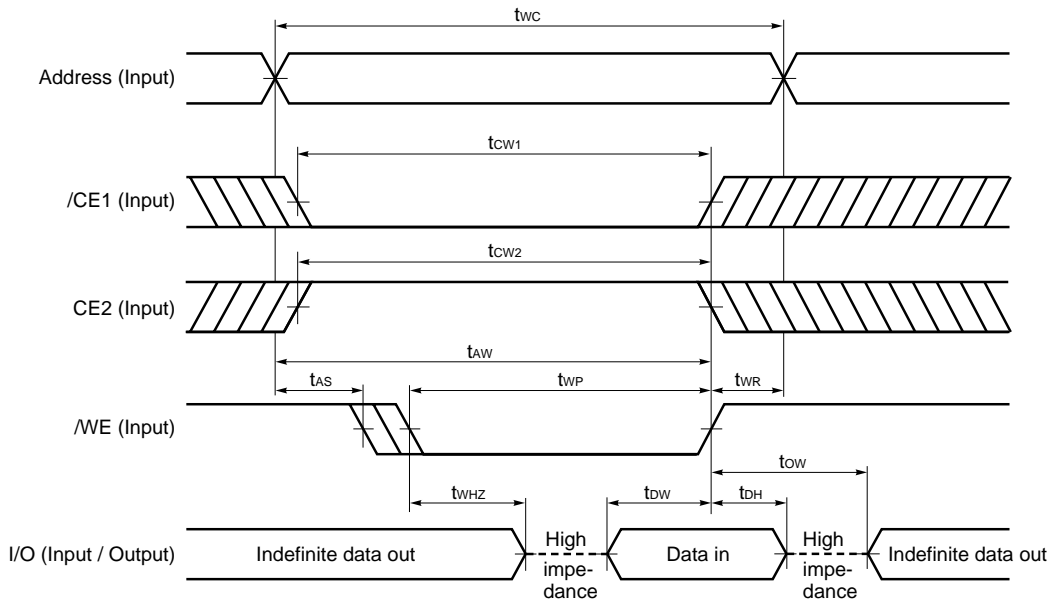 tWC
Address (Input)
tCW1
/CE1 (Input)
tCW2
CE2 (Input)
tAW
tAS
tWP
tWR
/WE (Input)
tOW
tWHZ
tDW
tDH
I/O (Input / Output)
Indefinite data out
High
impe-
dance
Data in
High
impe-
dance
Indefinite data out